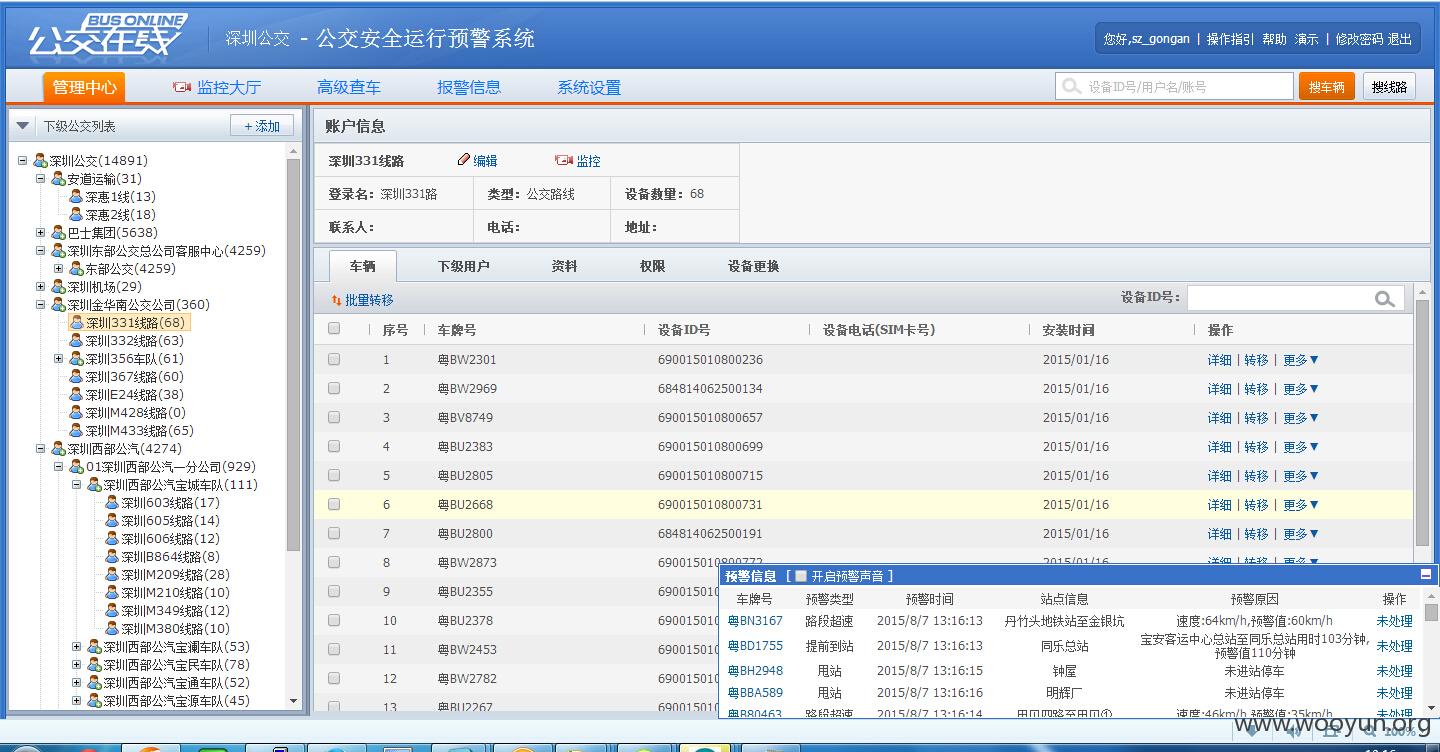 公交在线 BUS ONLINE 深圳公交 - 公交安全运行预警系统 您好,sz_gongan | 操作指引 帮助 演示 | 修改密码 退出
管理中心 监控大厅 高级查车 报警信息 系统设置 设备ID号/用户名/账号 搜车辆 搜线路
下级公交列表 +添加
深圳公交(14891)
安道运输(31)
深惠1线(13)
深惠2线(18)
巴士集团(5638)
深圳东部公交总公司客服中心(4259)
东部公交(4259)
深圳机场(29)
深圳金华南公交公司(360)
深圳331线路(68)
深圳332线路(63)
深圳356车队(61)
深圳367线路(60)
深圳E24线路(38)
深圳M428线路(0)
深圳M433线路(65)
深圳西部公汽(4274)
01深圳西部公汽一分公司(929)
深圳西部公汽宝城车队(111)
深圳603线路(17)
深圳605线路(14)
深圳606线路(12)
深圳B864线路(8)
深圳M209线路(28)
深圳M210线路(10)
深圳M349线路(12)
深圳M380线路(10)
深圳西部公汽宝澜车队(53)
深圳西部公汽宝民车队(78)
深圳西部公汽宝通车队(52)
深圳西部公汽宝源车队(45)
账户信息
深圳331线路 编辑 监控
登录名：深圳331路 类型：公交路线 设备数量：68
联系人： 电话： 地址：
车辆 下级用户 资料 权限 设备更换
批量转移 设备ID号：
序号 车牌号 设备ID号 设备电话(SIM卡号) 安装时间 操作
1 粤BW2301 690015010800236 2015/01/16 详细 | 转移 | 更多▼
2 粤BW2969 684814062500134 2015/01/16 详细 | 转移 | 更多▼
3 粤BV8749 690015010800657 2015/01/16 详细 | 转移 | 更多▼
4 粤BU2383 690015010800699 2015/01/16 详细 | 转移 | 更多▼
5 粤BU2805 690015010800715 2015/01/16 详细 | 转移 | 更多▼
6 粤BU2668 690015010800731 2015/01/16 详细 | 转移 | 更多▼
7 粤BU2800 684814062500191 2015/01/16 详细 | 转移 | 更多▼
8 粤BW2873 690015010800772 2015/01/16 详细 | 转移 | 更多▼
9 粤BU2355
10 粤BU2378
11 粤BW2453
12 粤BW2782
13 粤BU2267
预警信息 [ 开启预警声音 ]
车牌号 预警类型 预警时间 站点信息 预警原因 操作
粤BN3167 路段超速 2015/8/7 13:16:13 丹竹头地铁站至金银坑 速度:64km/h,预警值:60km/h 未处理
粤BD1755 提前到站 2015/8/7 13:16:13 同乐总站 宝安客运中心总站至同乐总站用时103分钟,
预警值110分钟 未处理
粤BH2948 甩站 2015/8/7 13:16:15 钟屋 未进站停车 未处理
粤BBA589 甩站 2015/8/7 13:16:16 明辉厂 未进站停车 未处理
粤B80463 路段超速 2015/8/7 13:16:14 速度:46km/h,预警值:35km/h 未处理
www.wooyun.org
100%